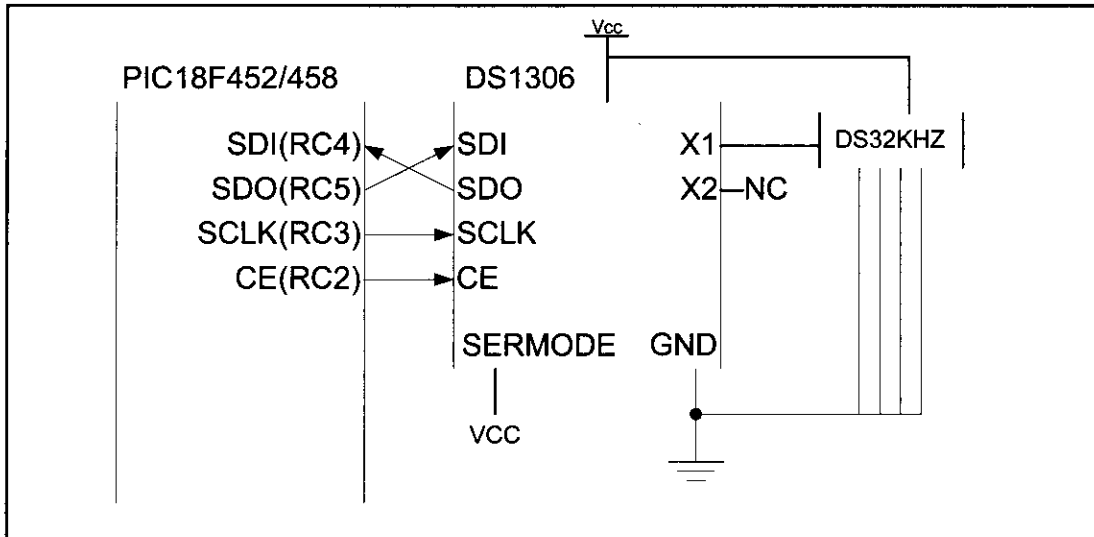 Vcc
PIC18F452/458 DS1306
SDI(RC4) SDI X1 DS32KHZ
SDO(RC5) SDO X2 NC
SCLK(RC3) SCLK
CE(RC2) CE
SERMODE GND
VCC